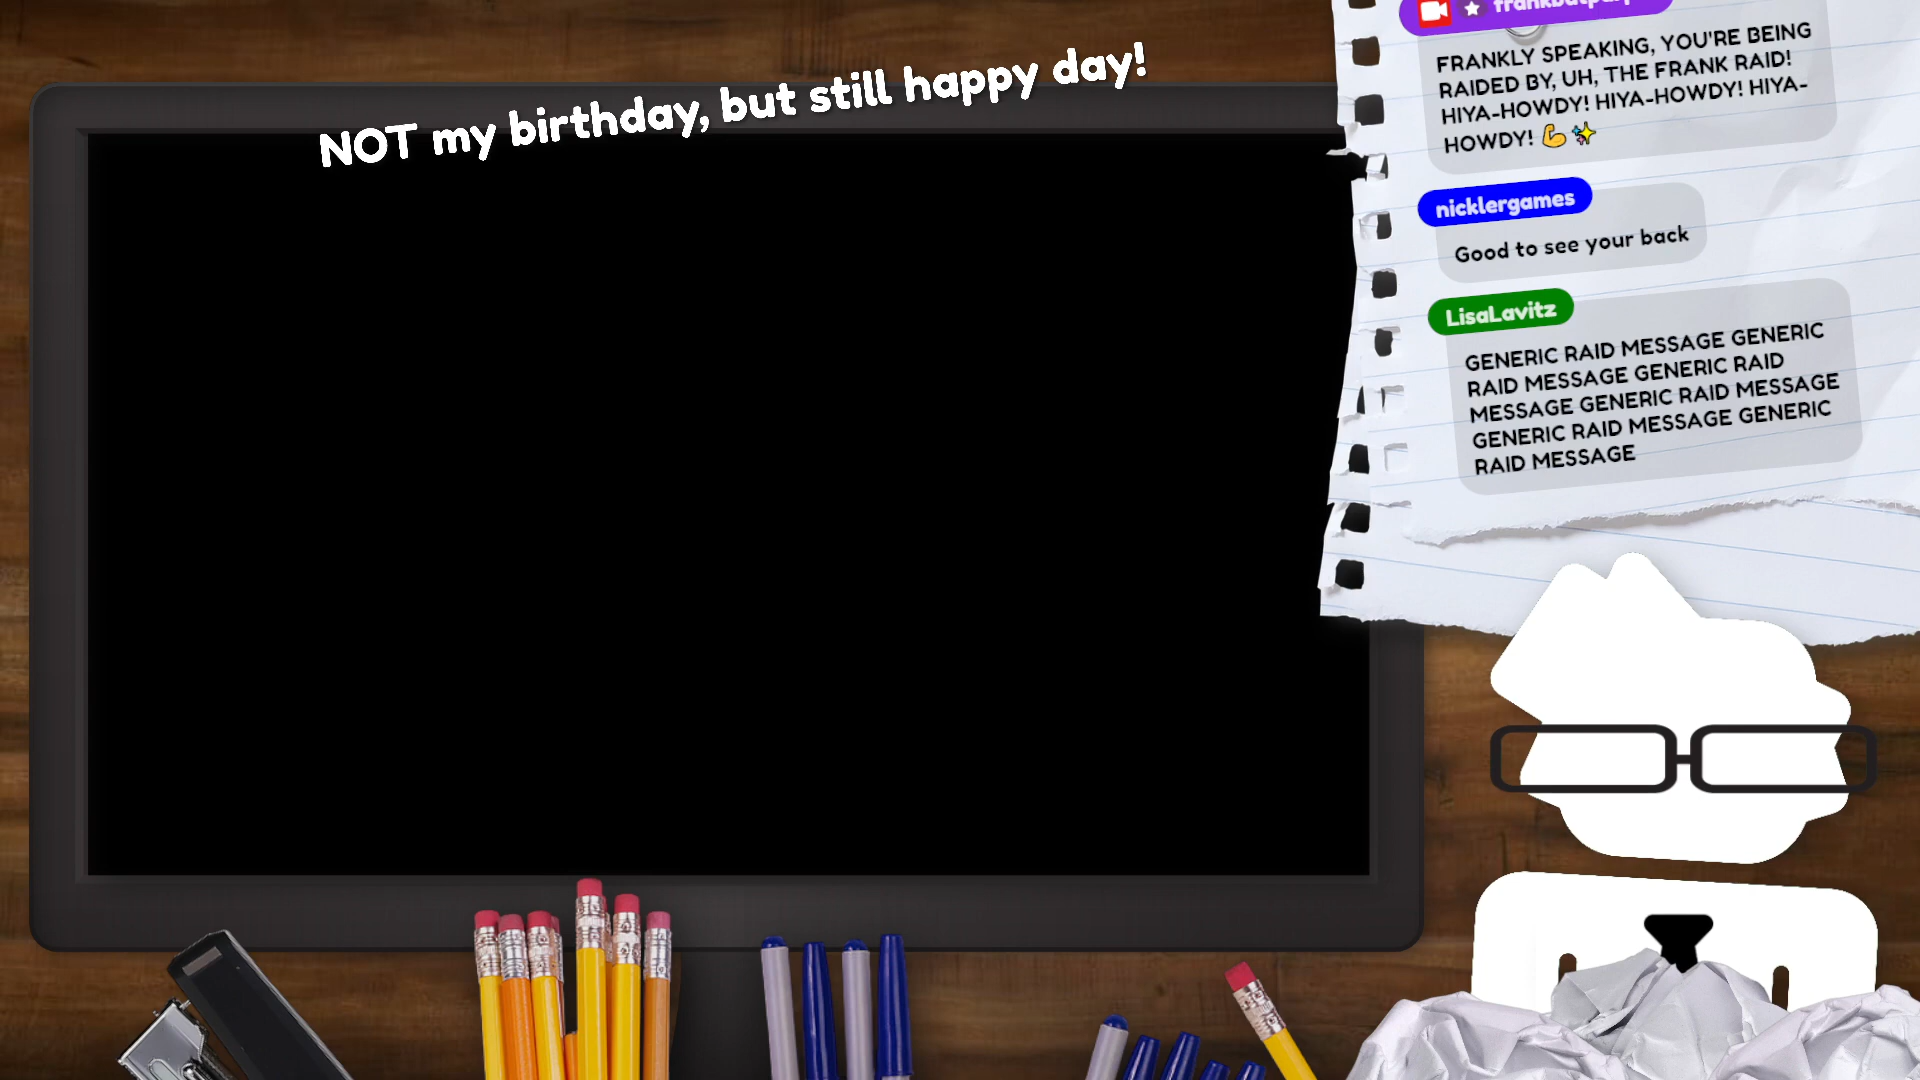 NOT my birthday, but still happy day!
FRANKLY SPEAKING, YOU'RE BEING
RAIDED BY, UH, THE FRANK RAID!
HIYA-HOWDY! HIYA-HOWDY! HIYA-
HOWDY! 💪✨
nicklergames
Good to see your back
LisaLavitz
GENERIC RAID MESSAGE GENERIC
RAID MESSAGE GENERIC RAID
MESSAGE GENERIC RAID MESSAGE
GENERIC RAID MESSAGE GENERIC
RAID MESSAGE